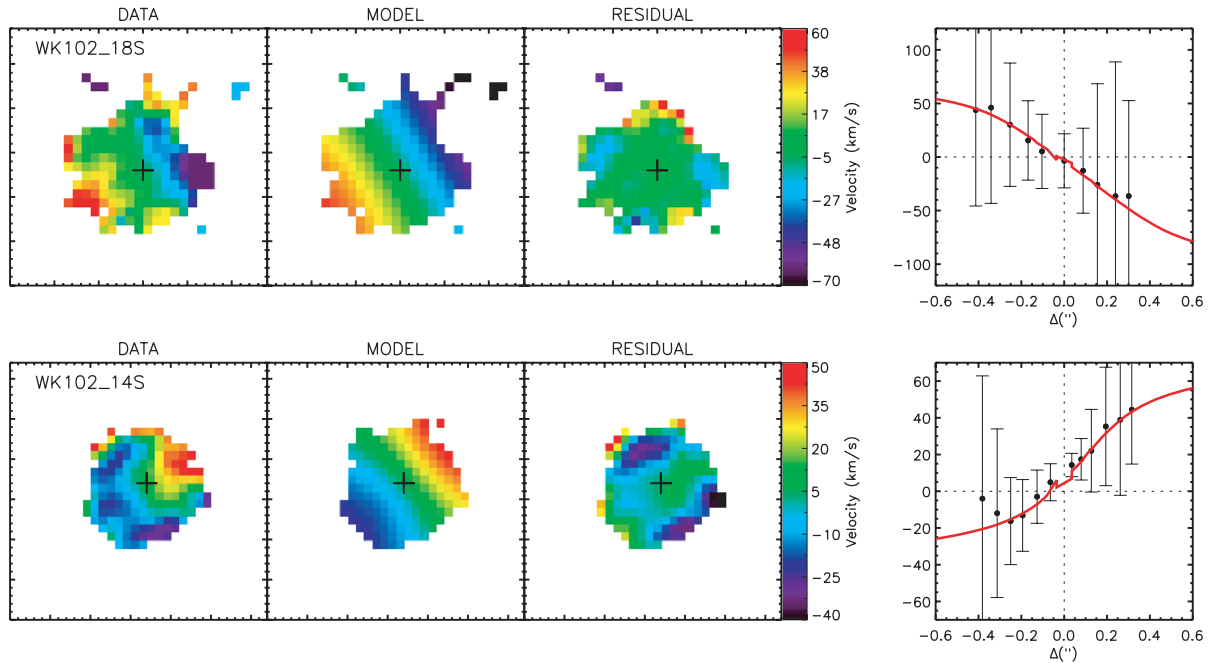 DATA MODEL RESIDUAL
WK102_18S
60
38
17
−5
−27
−48
−70
Velocity (km/s)
100
50
0
−50
−100
−0.6 −0.4 −0.2 0.0 0.2 0.4 0.6
Δ(")
DATA MODEL RESIDUAL
WK102_14S
50
35
20
5
−10
−25
−40
Velocity (km/s)
60
40
20
0
−20
−40
−60
−0.6 −0.4 −0.2 0.0 0.2 0.4 0.6
Δ(")